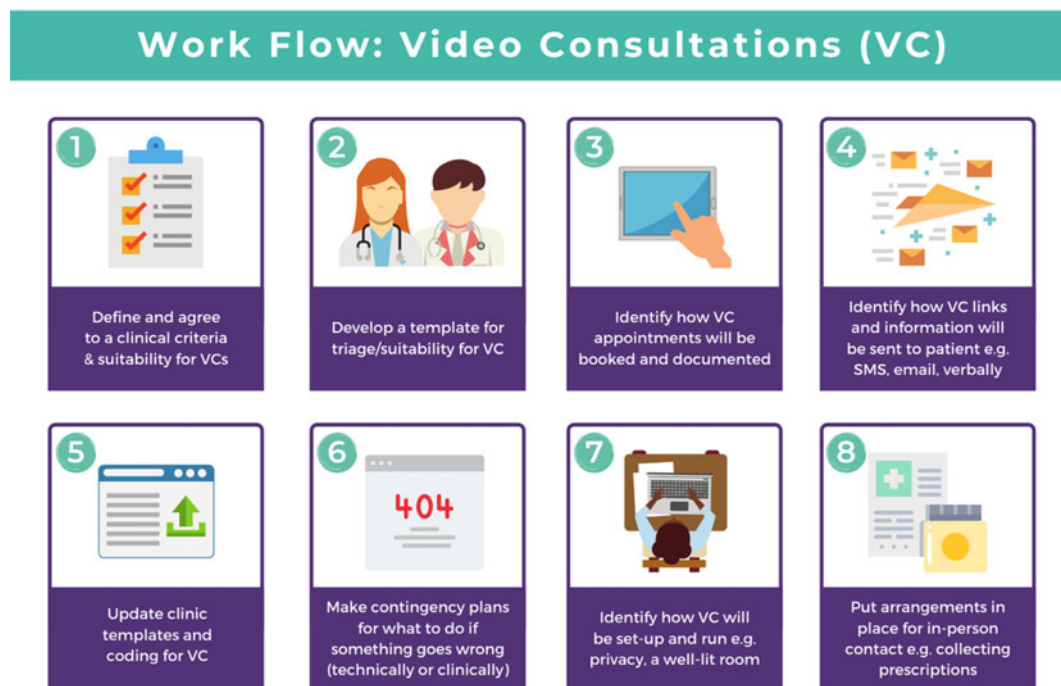 Work Flow: Video Consultations (VC)
1
Define and agree
to a clinical criteria
& suitability for VCs
2
Develop a template for
triage/suitability for VC
3
Identify how VC
appointments will be
booked and documented
4
Identify how VC links
and information will
be sent to patient e.g.
SMS, email, verbally
5
Update clinic
templates and
coding for VC
6
404
Make contingency plans
for what to do if
something goes wrong
(technically or clinically)
7
Identify how VC will
be set-up and run e.g.
privacy, a well-lit room
8
Put arrangements in
place for in-person
contact e.g. collecting
prescriptions